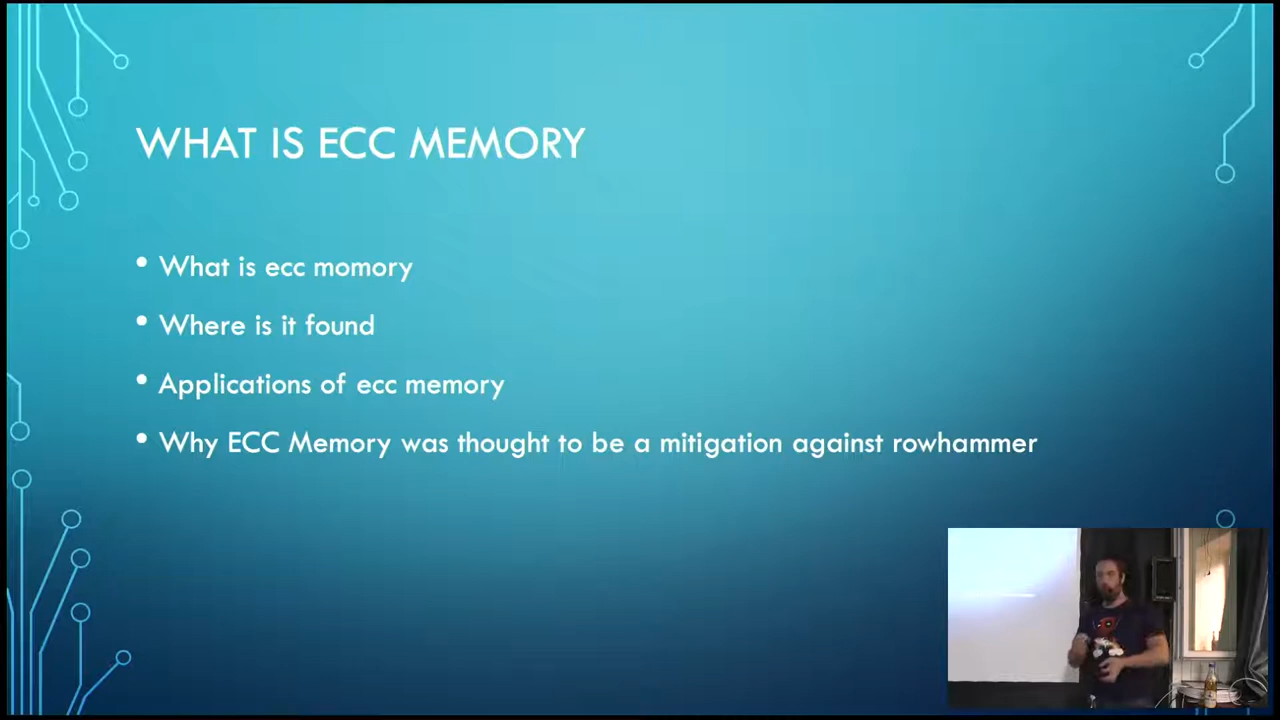 WHAT IS ECC MEMORY
• What is ecc momory
• Where is it found
• Applications of ecc memory
• Why ECC Memory was thought to be a mitigation against rowhammer